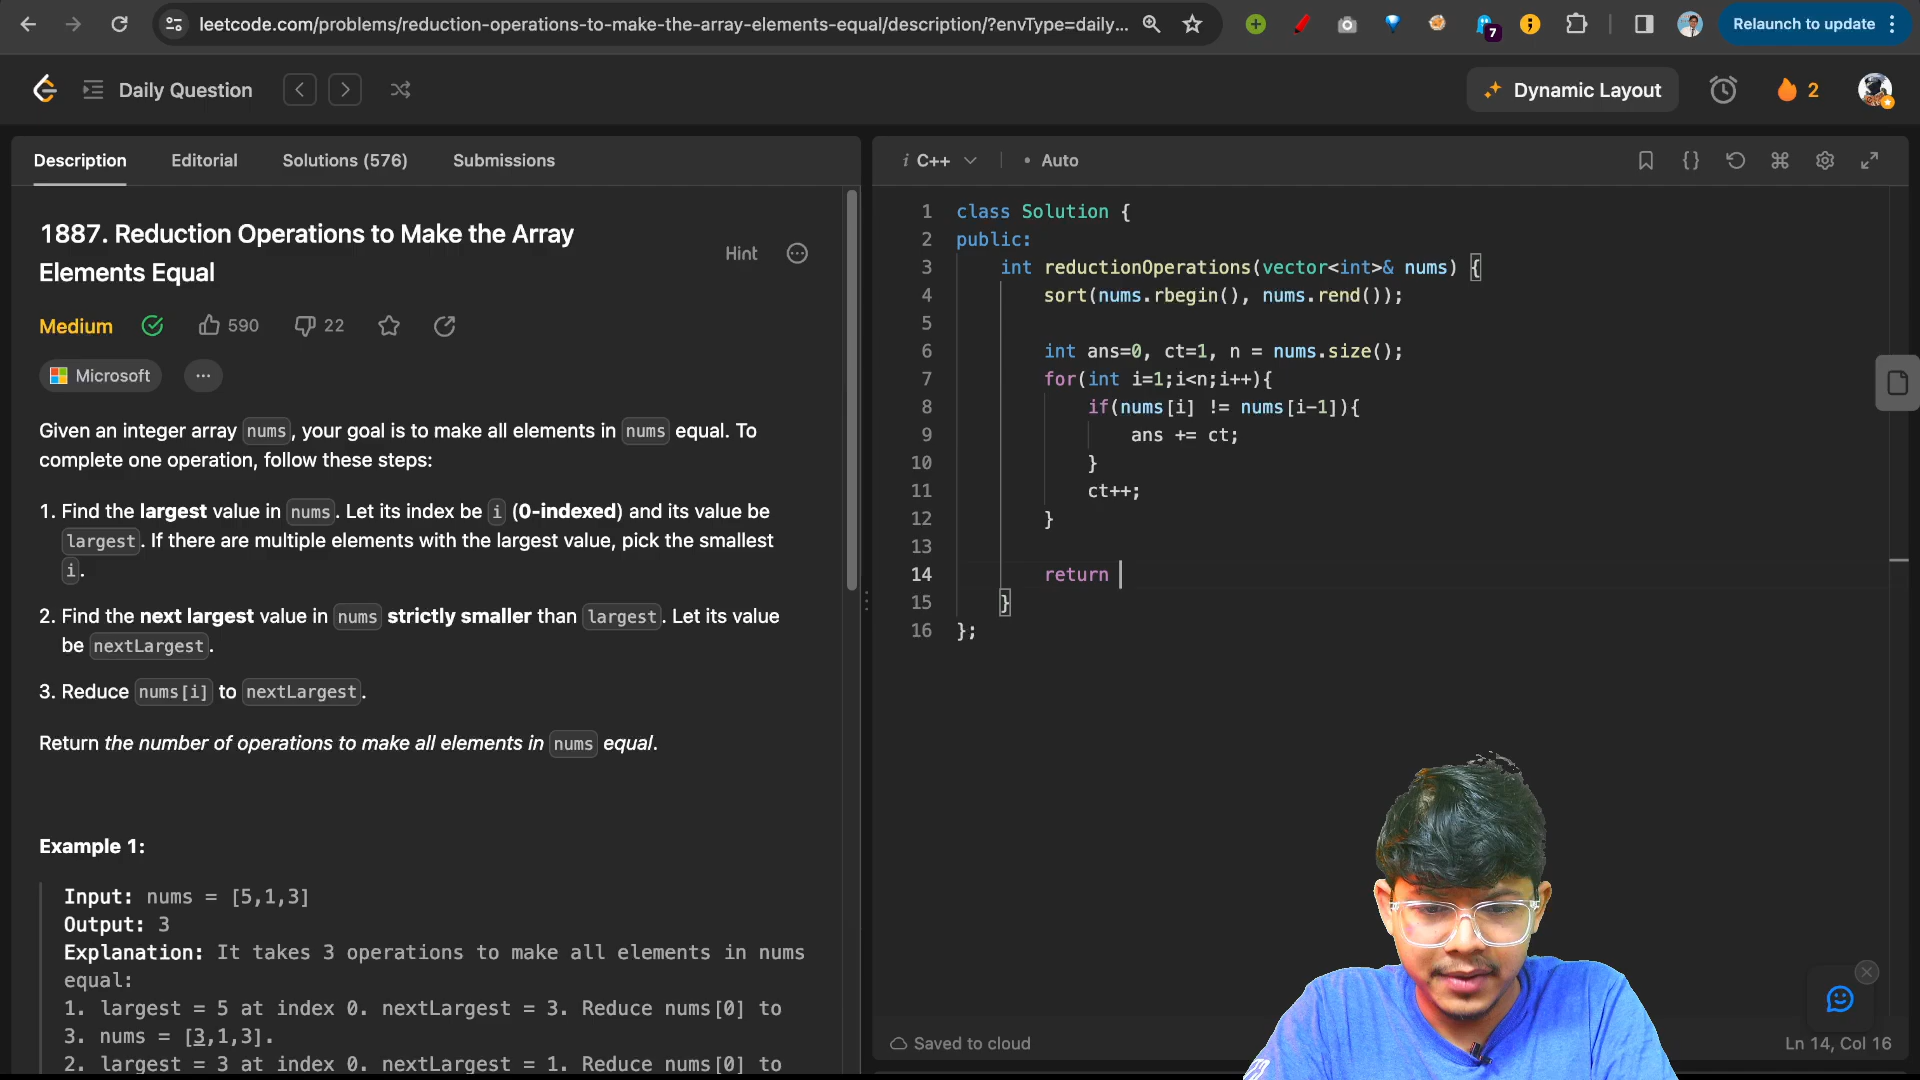 leetcode.com/problems/reduction-operations-to-make-the-array-elements-equal/description/?envType=daily...
7
Relaunch to update
Daily Question
Dynamic Layout
2
Description Editorial Solutions (576) Submissions
1887. Reduction Operations to Make the Array
Elements Equal
Hint
Medium 590 22
Microsoft
Given an integer array nums, your goal is to make all elements in nums equal. To
complete one operation, follow these steps:
1. Find the largest value in nums. Let its index be i (0-indexed) and its value be
largest. If there are multiple elements with the largest value, pick the smallest
i.
2. Find the next largest value in nums strictly smaller than largest. Let its value
be nextLargest.
3. Reduce nums[i] to nextLargest.
Return the number of operations to make all elements in nums equal.
Example 1:
Input: nums = [5,1,3]
Output: 3
Explanation: It takes 3 operations to make all elements in nums
equal:
1. largest = 5 at index 0. nextLargest = 3. Reduce nums[0] to
3. nums = [3,1,3].
2. largest = 3 at index 0. nextLargest = 1. Reduce nums[0] to
i C++ • Auto
1 class Solution {
2 public:
3 int reductionOperations(vector<int>& nums) {
4 sort(nums.rbegin(), nums.rend());
5
6 int ans=0, ct=1, n = nums.size();
7 for(int i=1;i<n;i++){
8 if(nums[i] != nums[i-1]){
9 ans += ct;
10 }
11 ct++;
12 }
13
14 return
15 }
16 };
Saved to cloud
Ln 14, Col 16